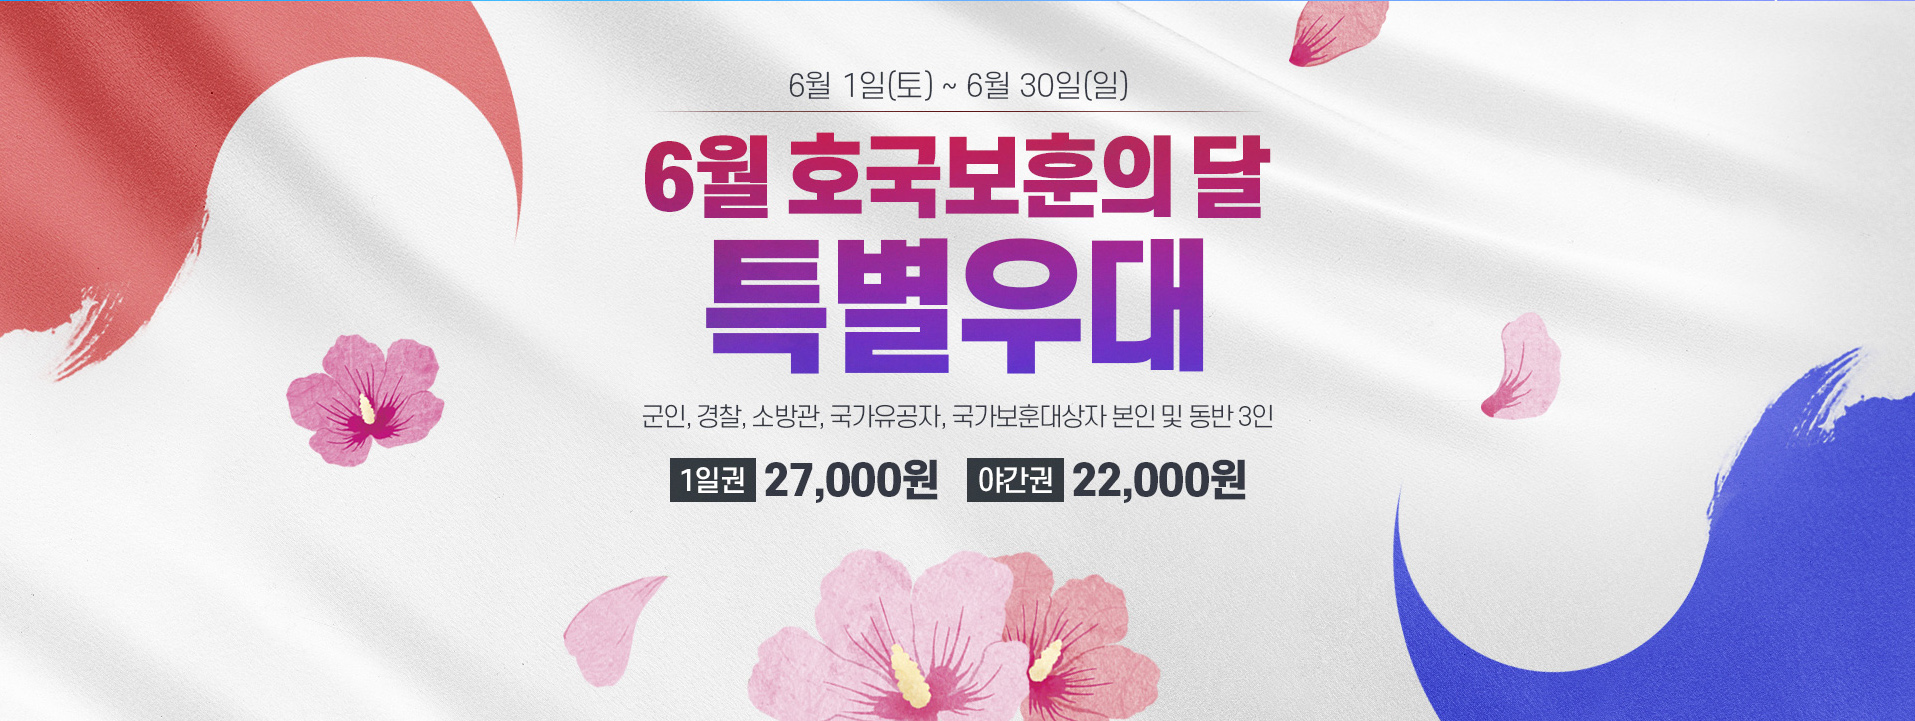 6월 1일(토) ~ 6월 30일(일)
6월 호국보훈의 달
특별우대
군인, 경찰, 소방관, 국가유공자, 국가보훈대상자 본인 및 동반 3인
1일권 27,000원 야간권 22,000원